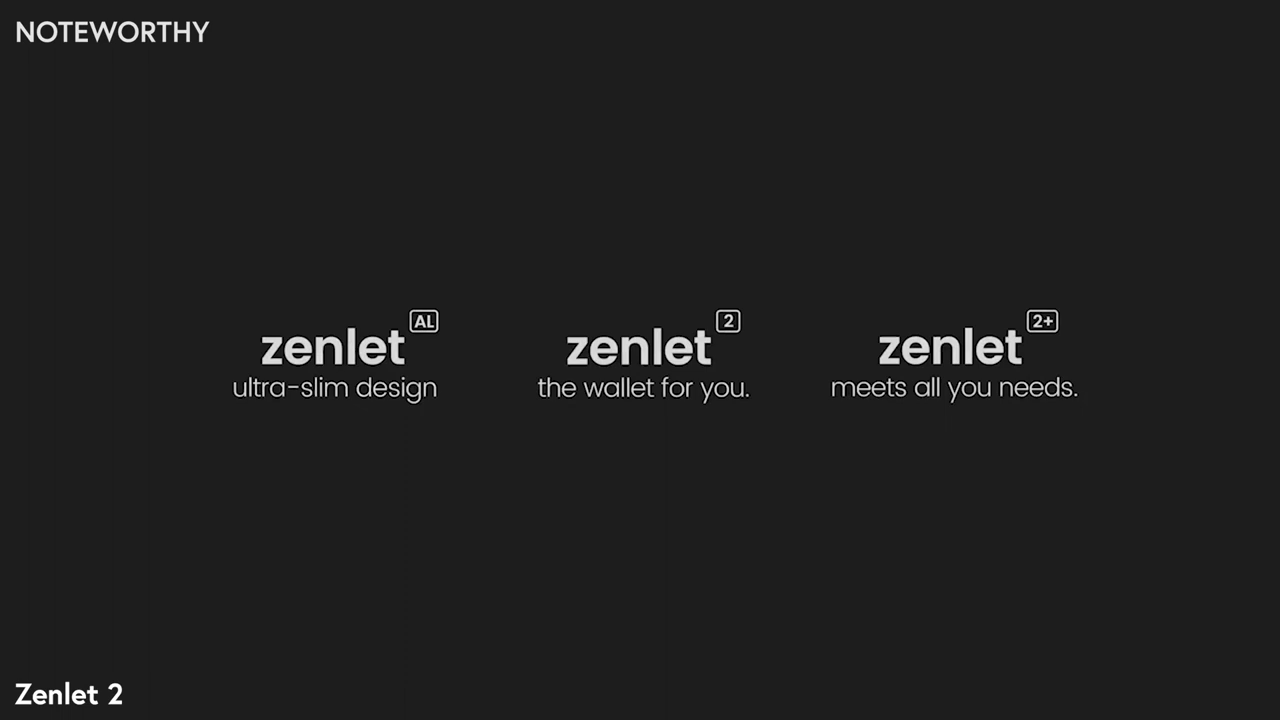 NOTEWORTHY
zenlet AL
ultra-slim design
zenlet 2
the wallet for you.
zenlet 2+
meets all you needs.
Zenlet 2